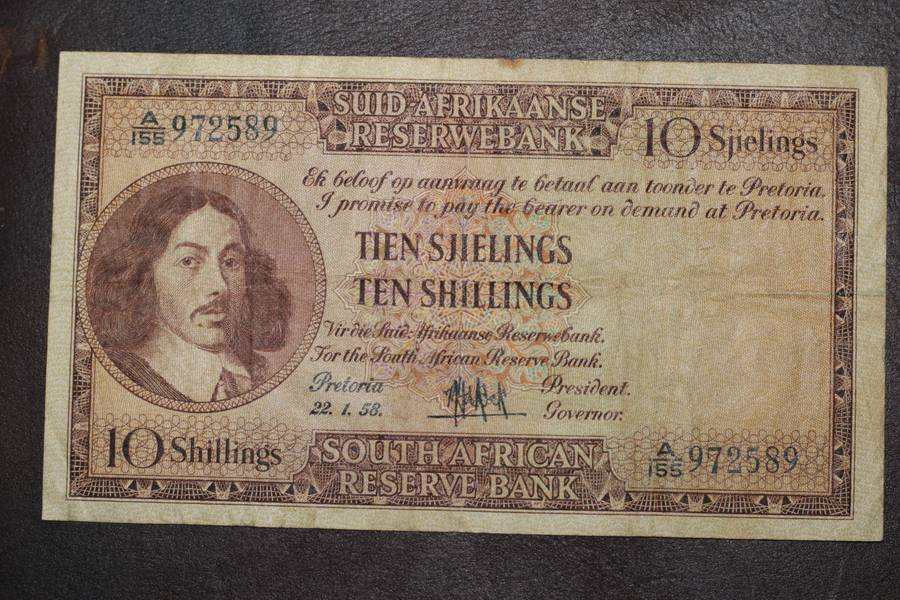 SUID-AFRIKAANSE
RESERWEBANK
A/155 972589
10 Sjielings
Ek beloof op aanvraag te betaal aan toonder te Pretoria.
I promise to pay the bearer on demand at Pretoria.
TIEN SJIELINGS
TEN SHILLINGS
Vir die Suid-Afrikaanse Reserwebank.
For the South African Reserve Bank.
Pretoria
22. 1. 58.
President.
Governor.
10 Shillings
SOUTH AFRICAN
RESERVE BANK
A/155 972589